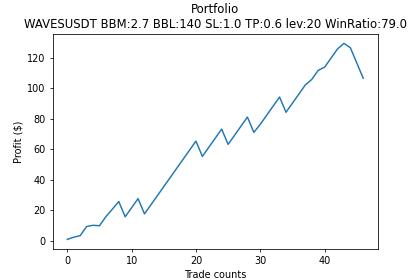 Portfolio
WAVESUSDT BBM:2.7 BBL:140 SL:1.0 TP:0.6 lev:20 WinRatio:79.0
Profit ($)
120
100
80
60
40
20
0
0 10 20 30 40
Trade counts